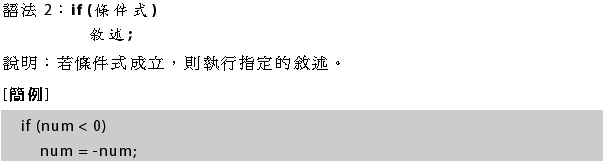 語法 2：if (條件式)
敘述;
說明：若條件式成立，則執行指定的敘述。
[簡例]
if (num < 0)
num = -num;